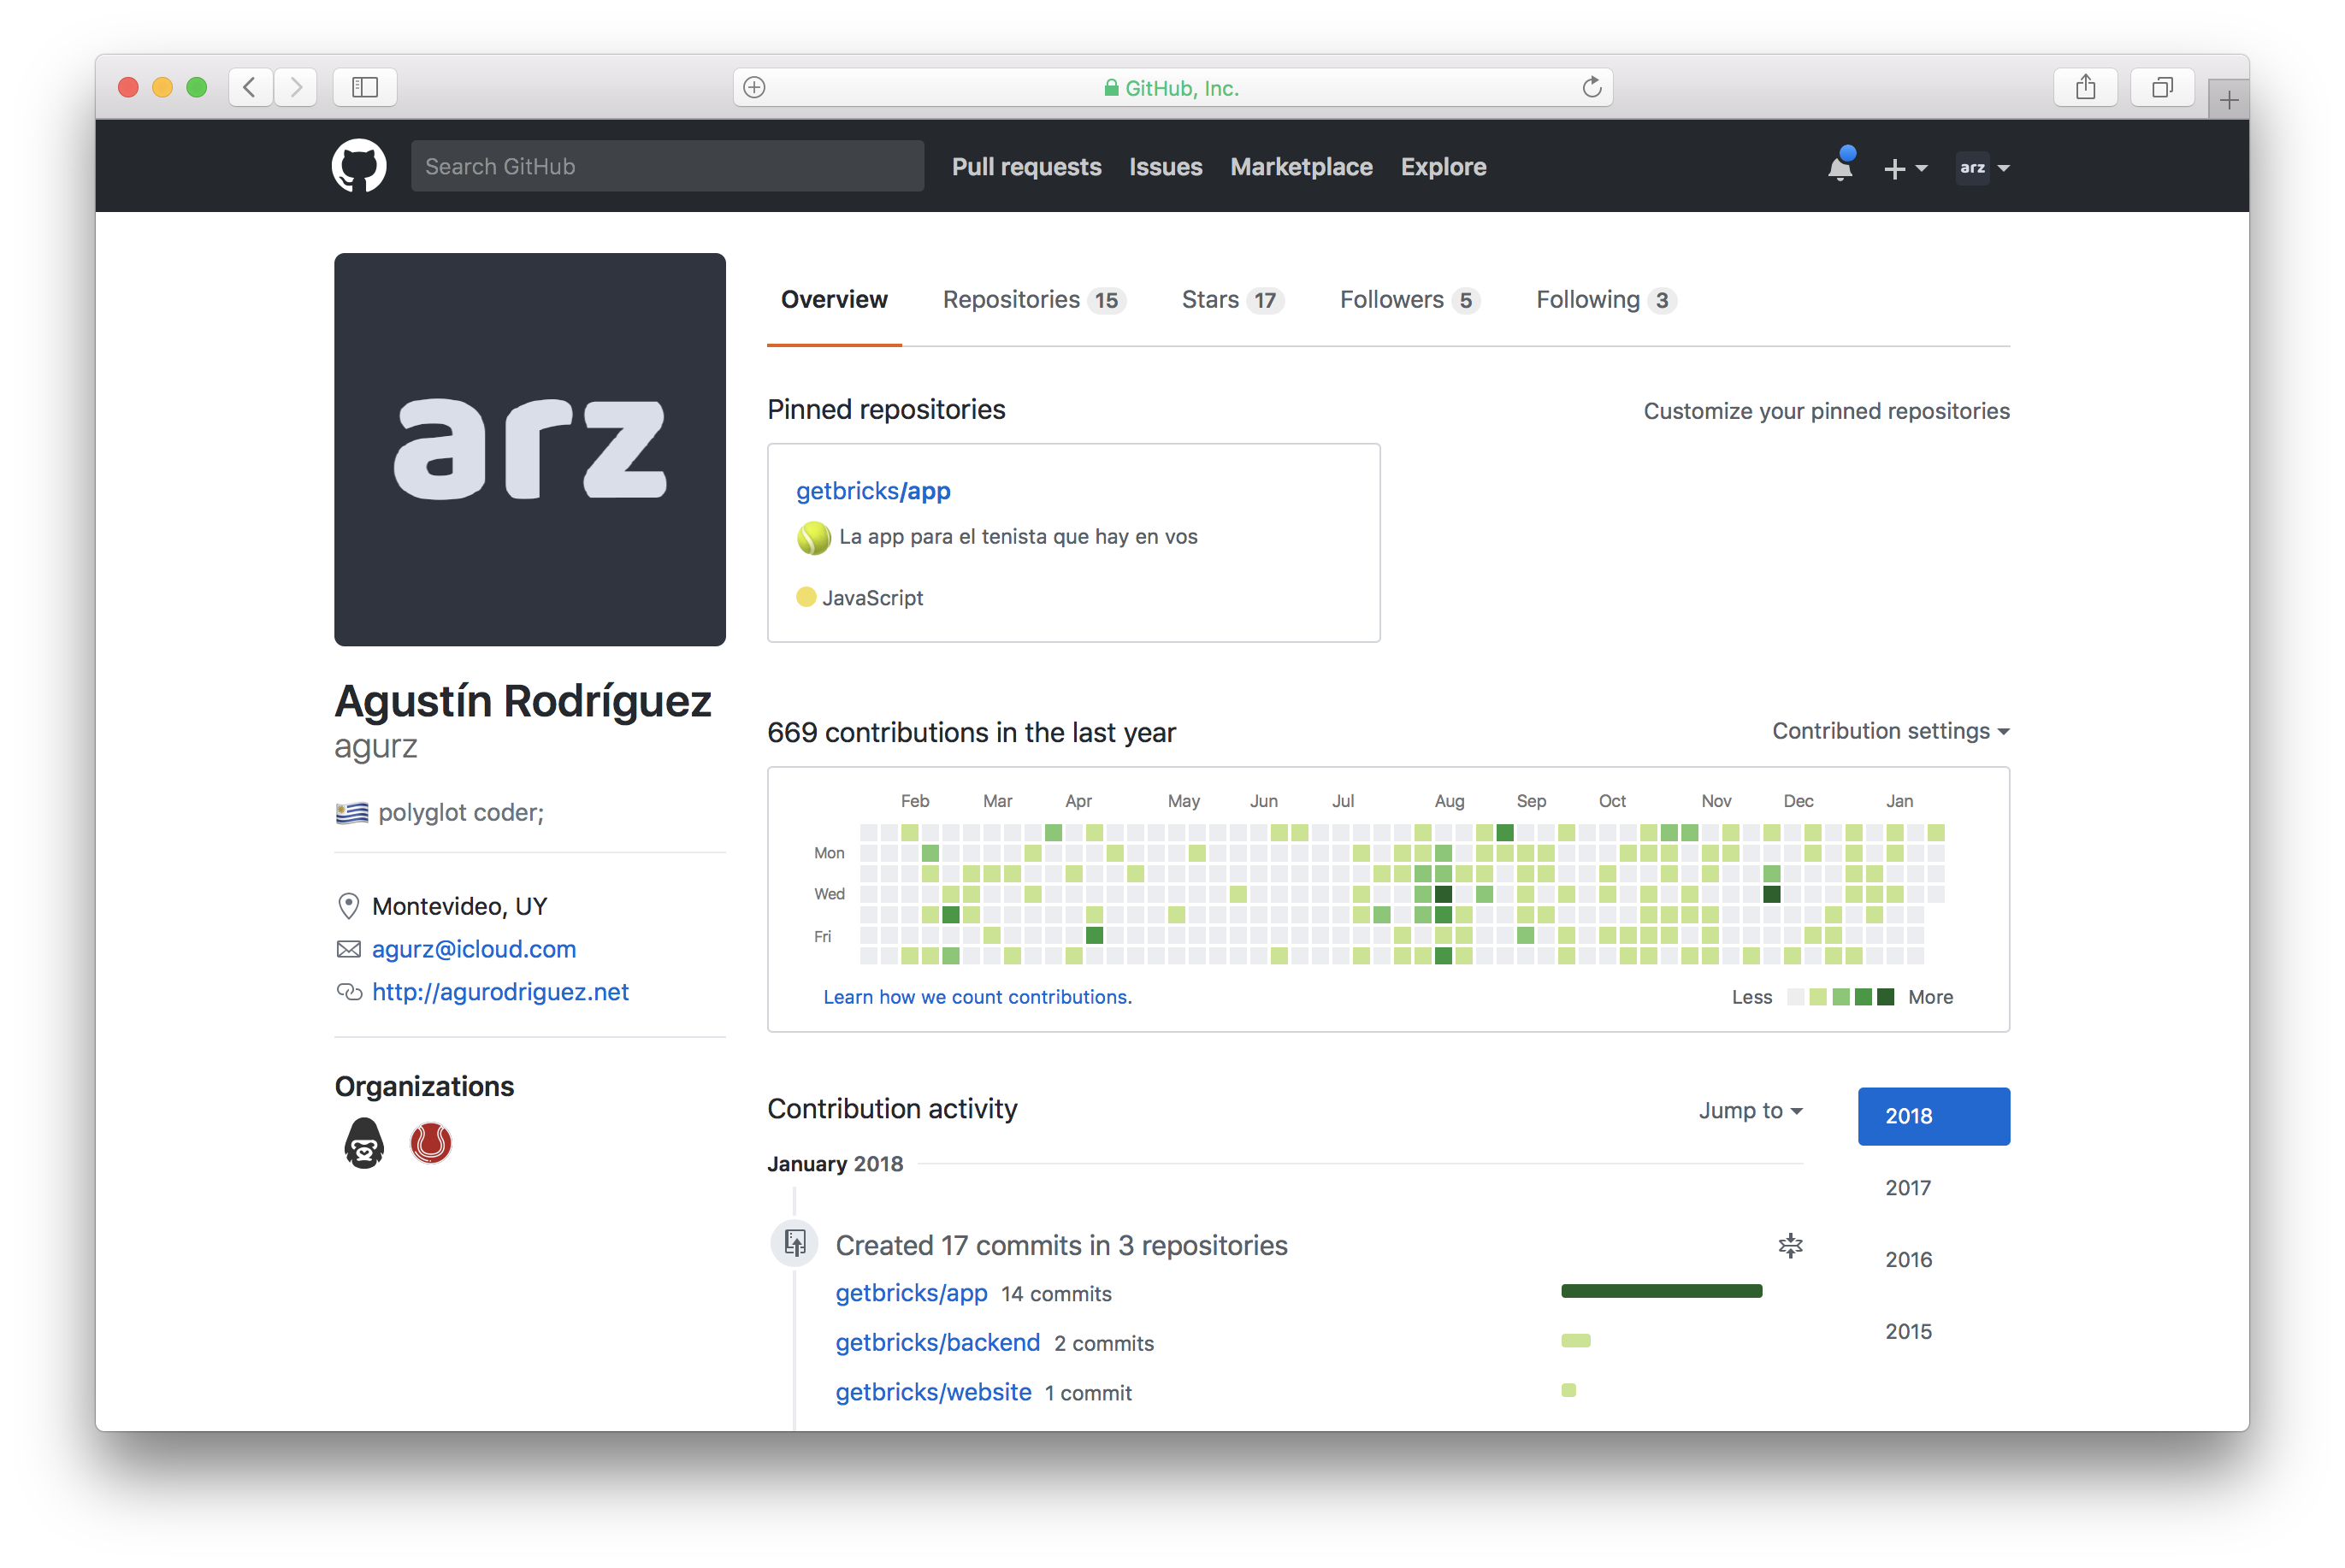 GitHub, Inc.
Search GitHub
Pull requests Issues Marketplace Explore
arz
Overview Repositories 15 Stars 17 Followers 5 Following 3
arz
Agustín Rodríguez
agurz
polyglot coder;
Montevideo, UY
agurz@icloud.com
http://agurodriguez.net
Organizations
Pinned repositories
Customize your pinned repositories
getbricks/app
La app para el tenista que hay en vos
JavaScript
669 contributions in the last year
Contribution settings
Feb Mar Apr May Jun Jul Aug Sep Oct Nov Dec Jan
Mon
Wed
Fri
Learn how we count contributions.
Less More
Contribution activity
Jump to
2018
2017
2016
2015
January 2018
Created 17 commits in 3 repositories
getbricks/app 14 commits
getbricks/backend 2 commits
getbricks/website 1 commit